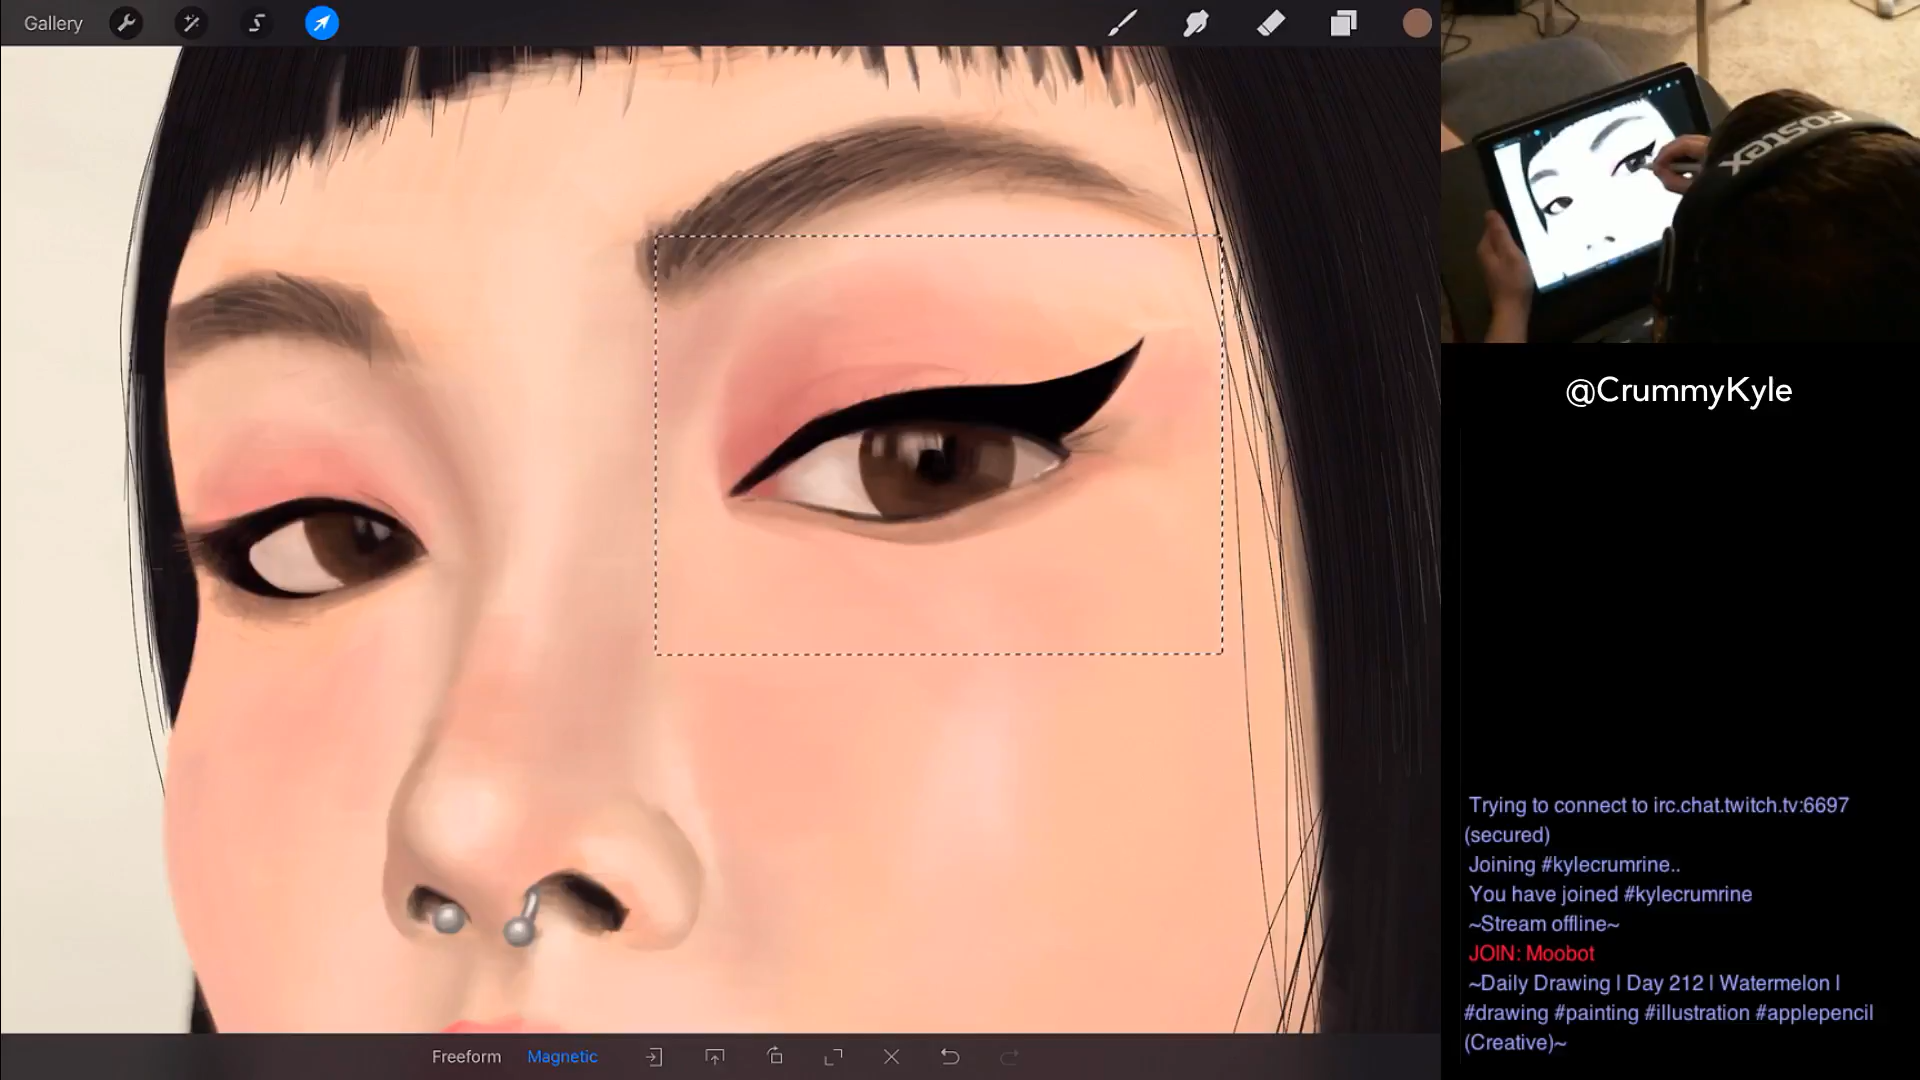 Gallery
Fostex
@CrummyKyle
Trying to connect to irc.chat.twitch.tv:6697
(secured)
Joining #kylecrumrine..
You have joined #kylecrumrine
~Stream offline~
JOIN: Moobot
~Daily Drawing | Day 212 | Watermelon |
#drawing #painting #illustration #applepencil
(Creative)~
Freeform Magnetic